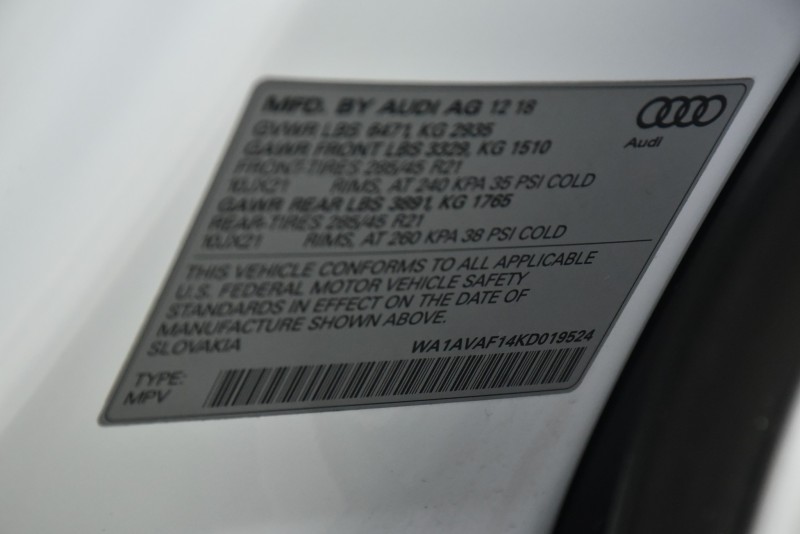 MFD. BY AUDI AG 12 18
GVWR LBS 6471, KG 2935
GAWR FRONT LBS 3329, KG 1510
FRONT-TIRES 285/45 R21
10JX21 RIMS, AT 240 KPA 35 PSI COLD
GAWR REAR LBS 3891, KG 1765
REAR-TIRES 285/45 R21
10JX21 RIMS, AT 260 KPA 38 PSI COLD
Audi
THIS VEHICLE CONFORMS TO ALL APPLICABLE
U.S. FEDERAL MOTOR VEHICLE SAFETY
STANDARDS IN EFFECT ON THE DATE OF
MANUFACTURE SHOWN ABOVE.
SLOVAKIA WA1AVAF14KD019524
TYPE:
MPV